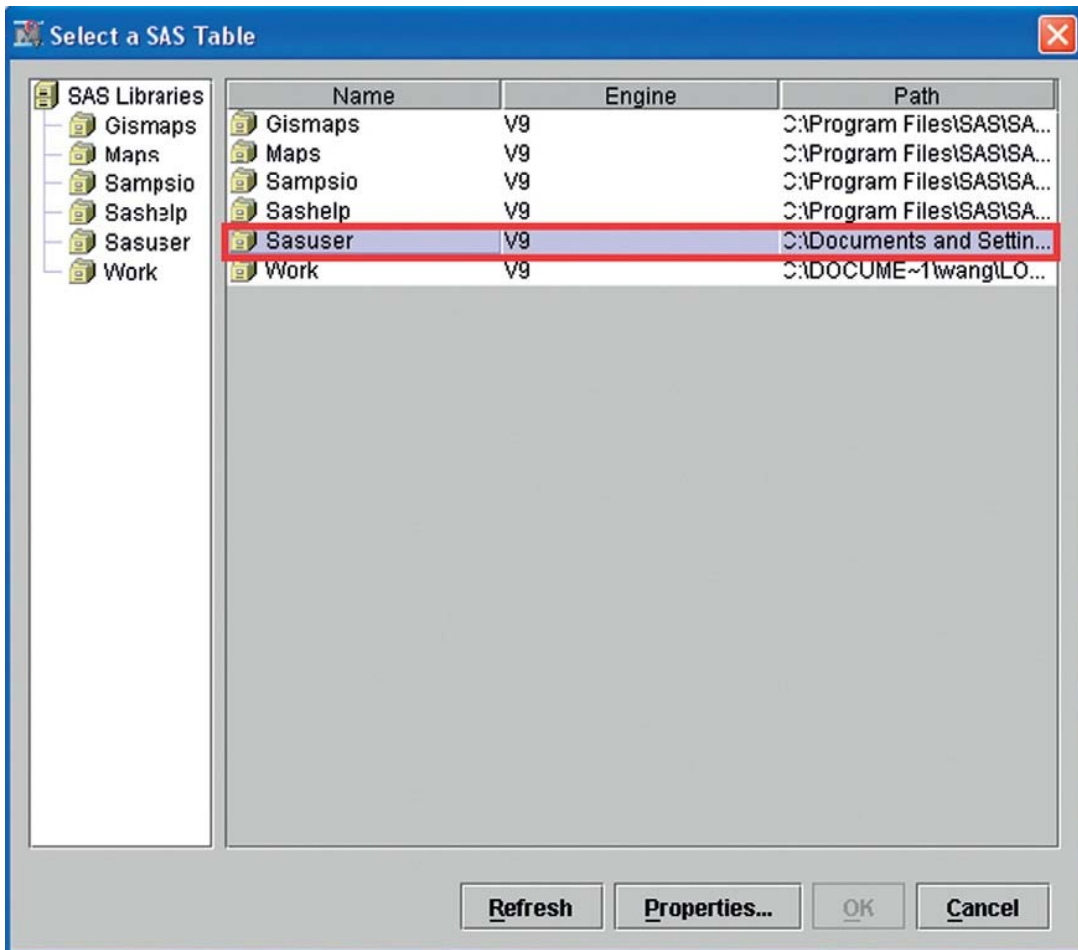 Select a SAS Table
SAS Libraries
Gismaps
Maps
Sampsio
Sashelp
Sasuser
Work
Name Engine Path
Gismaps V9 C:\Program Files\SAS\SA...
Maps V9 C:\Program Files\SAS\SA...
Sampsio V9 C:\Program Files\SAS\SA...
Sashelp V9 C:\Program Files\SAS\SA...
Sasuser V9 C:\Documents and Settin...
Work V9 C:\DOCUME~1\wang\LO...
Refresh Properties... OK Cancel